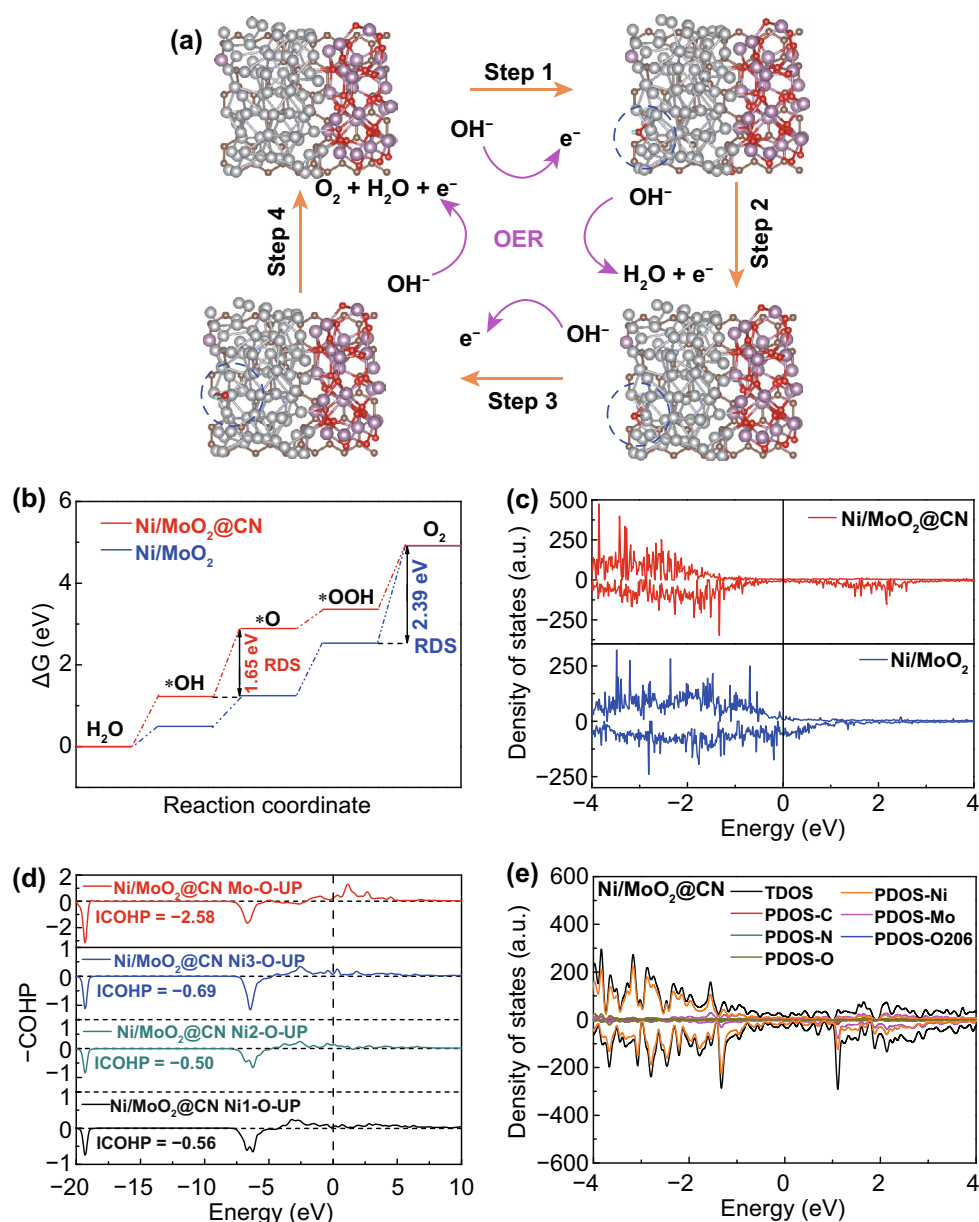 (a)
Step 1
OH⁻
e⁻
O₂ + H₂O + e⁻
OH⁻
Step 4
OER
Step 2
OH⁻
H₂O + e⁻
e⁻
OH⁻
Step 3
(b)
6
4
2
0
ΔG (eV)
Ni/MoO₂@CN
Ni/MoO₂
H₂O
*OH
*O
*OOH
O₂
1.65 eV
RDS
2.39 eV
RDS
Reaction coordinate
(c)
500
250
0
−250
250
0
−250
Density of states (a.u.)
Ni/MoO₂@CN
Ni/MoO₂
−4 −2 0 2 4
Energy (eV)
(d)
2
0
−2
1
0
−1
1
0
1
0
−1
−COHP
Ni/MoO₂@CN Mo-O-UP
ICOHP = −2.58
Ni/MoO₂@CN Ni3-O-UP
ICOHP = −0.69
Ni/MoO₂@CN Ni2-O-UP
ICOHP = −0.50
Ni/MoO₂@CN Ni1-O-UP
ICOHP = −0.56
−20 −15 −10 −5 0 5 10
Energy (eV)
(e)
600
400
200
0
−200
−400
−600
Density of states (a.u.)
Ni/MoO₂@CN
TDOS
PDOS-C
PDOS-N
PDOS-O
PDOS-Ni
PDOS-Mo
PDOS-O206
−4 −2 0 2 4
Energy (eV)